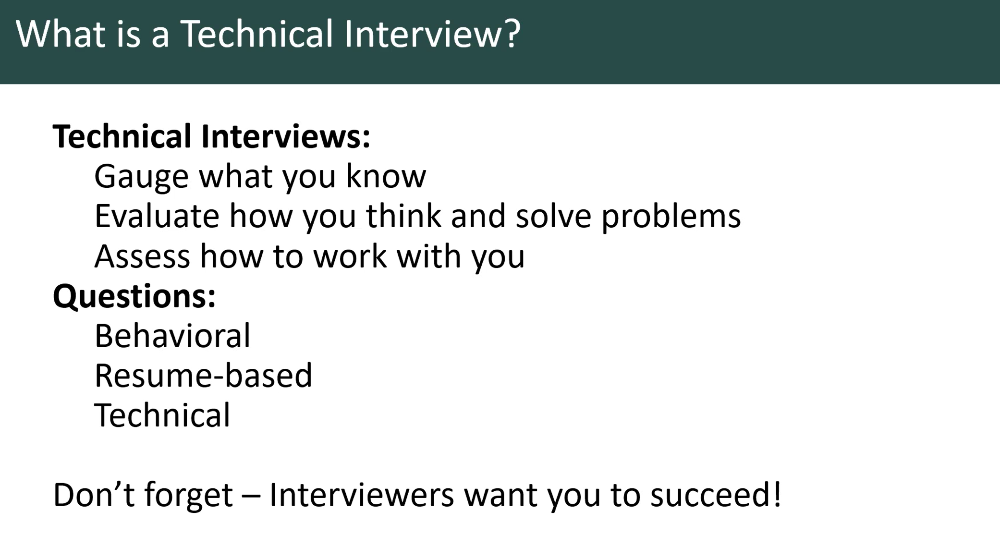 What is a Technical Interview?
Technical Interviews:
Gauge what you know
Evaluate how you think and solve problems
Assess how to work with you
Questions:
Behavioral
Resume-based
Technical
Don’t forget – Interviewers want you to succeed!